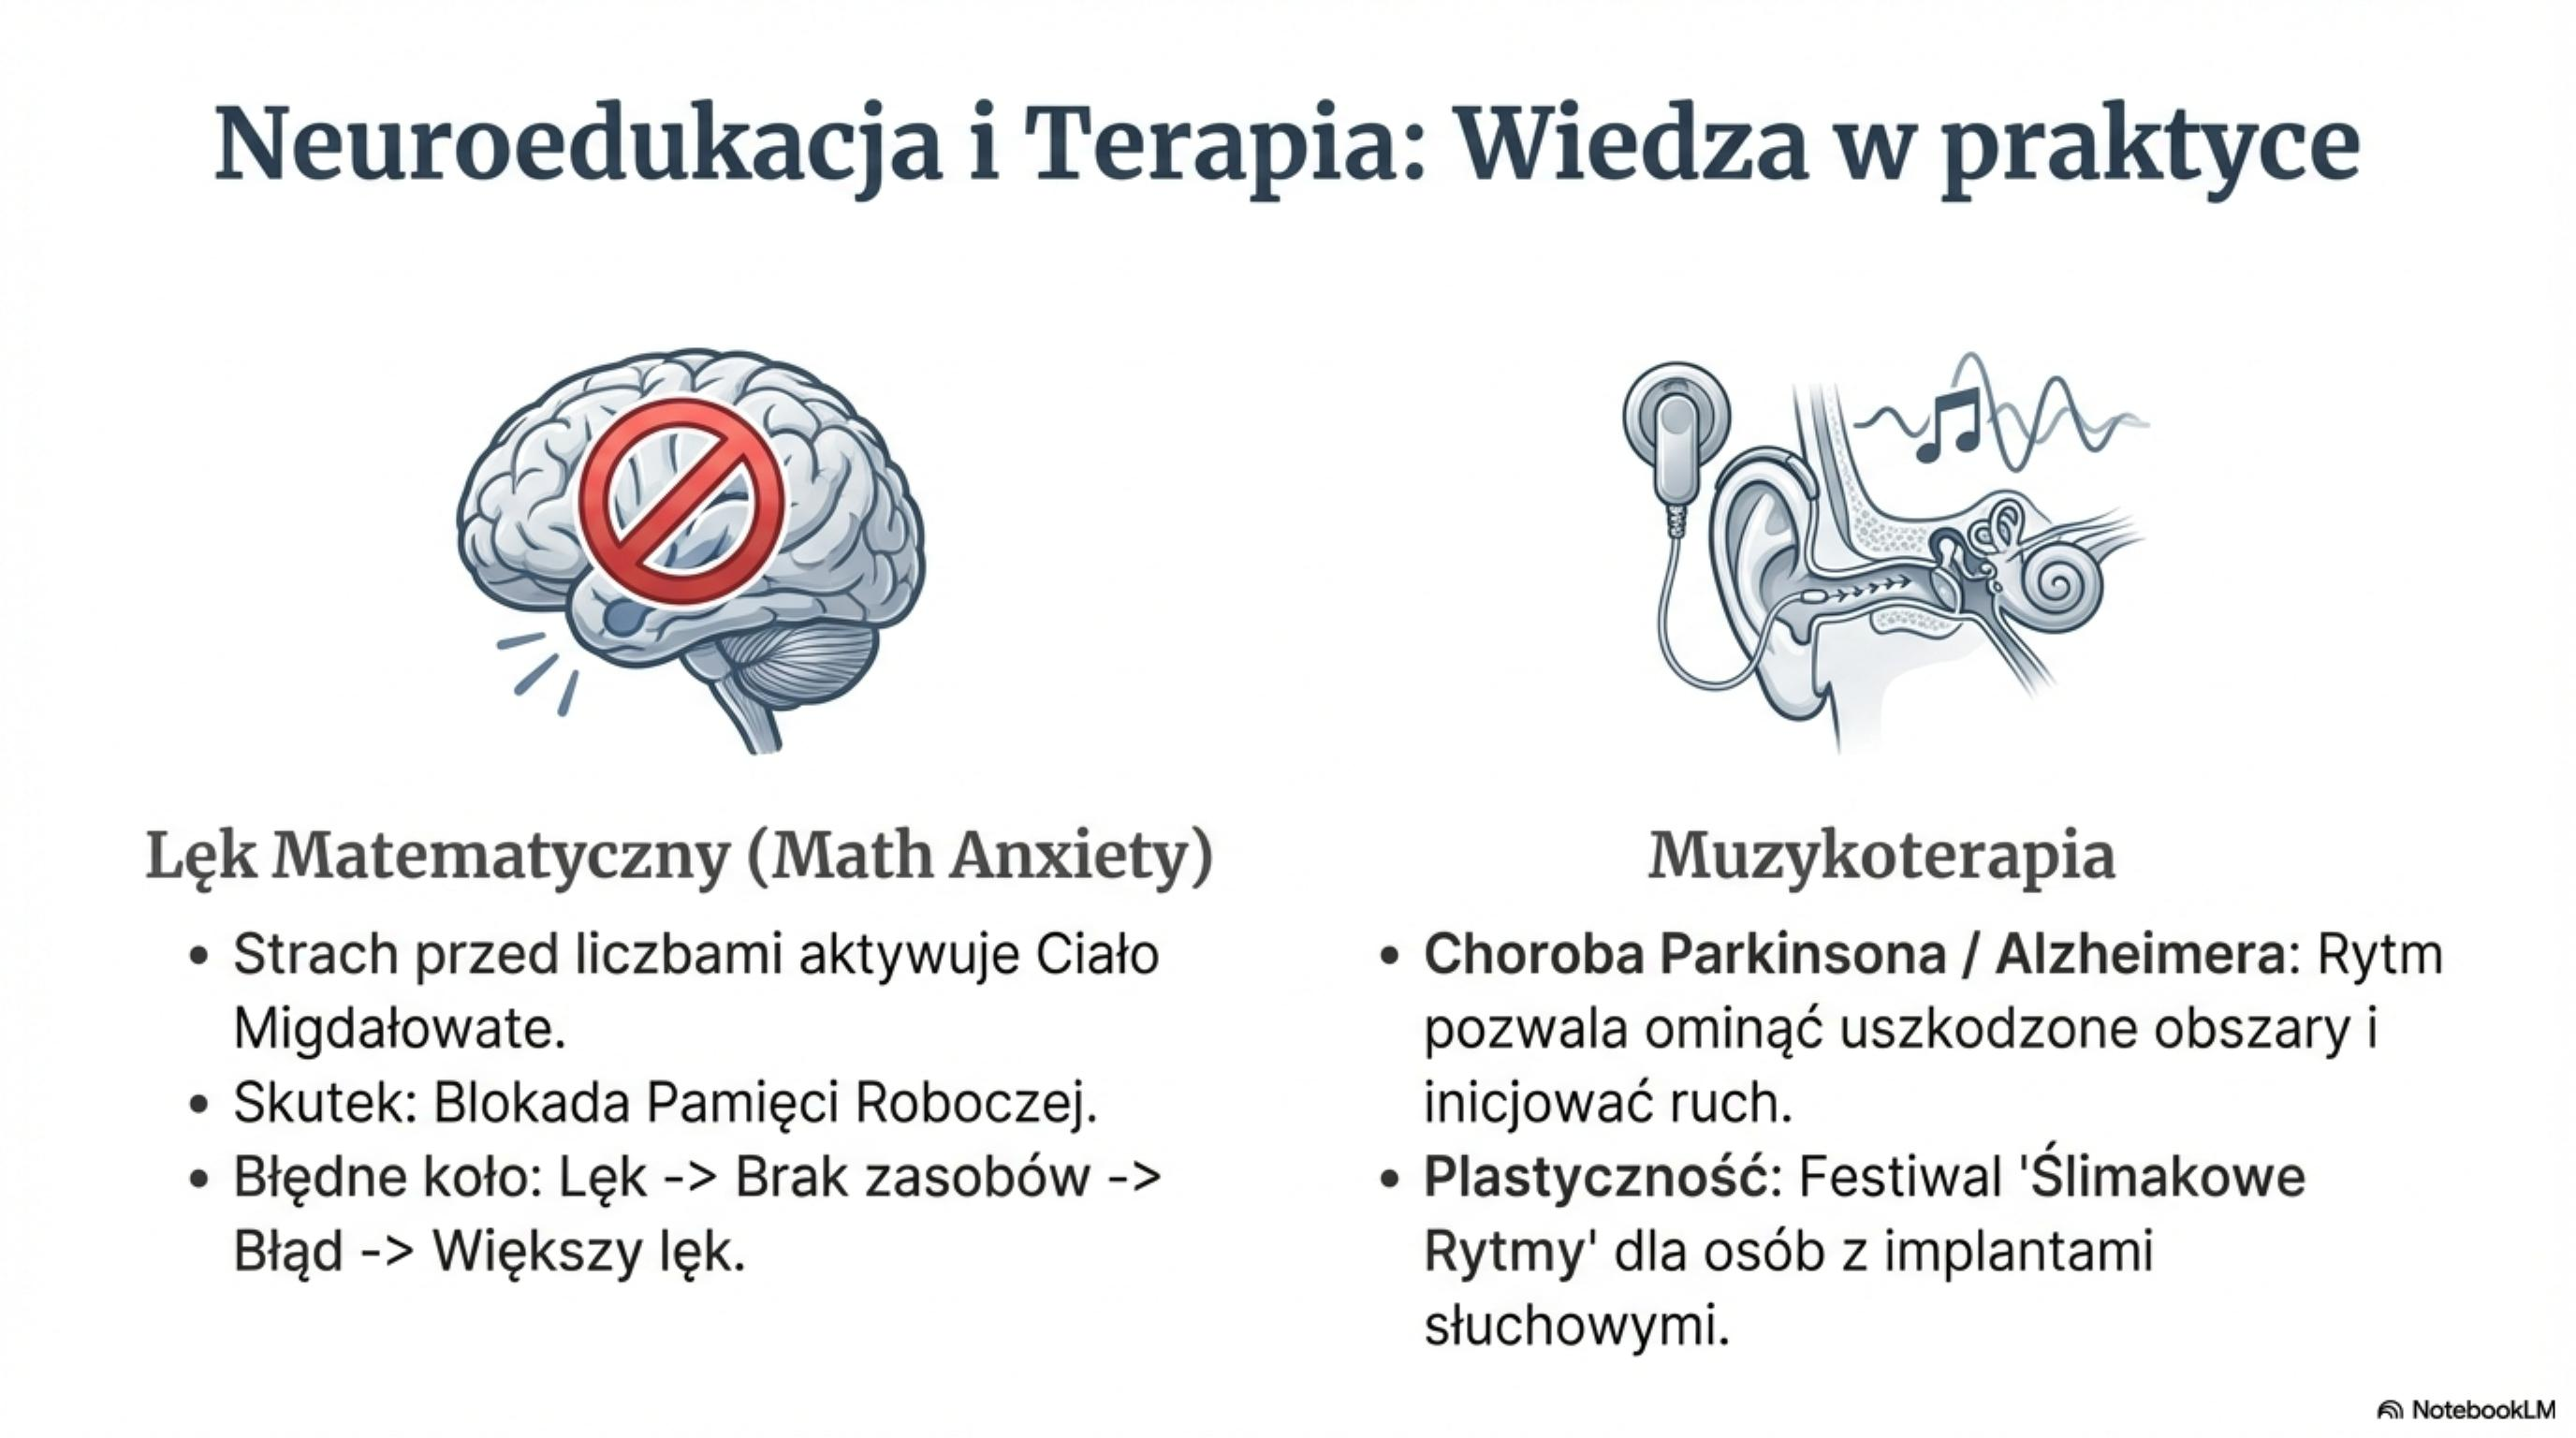 Neuroedukacja i Terapia: Wiedza w praktyce
Lęk Matematyczny (Math Anxiety)
• Strach przed liczbami aktywuje Ciało
Migdałowate.
• Skutek: Blokada Pamięci Roboczej.
• Błędne koło: Lęk -> Brak zasobów ->
Błąd -> Większy lęk.
Muzykoterapia
• Choroba Parkinsona / Alzheimera: Rytm
pozwala ominąć uszkodzone obszary i
inicjować ruch.
• Plastyczność: Festiwal 'Ślimakowe
Rytmy' dla osób z implantami
słuchowymi.
NotebookLM